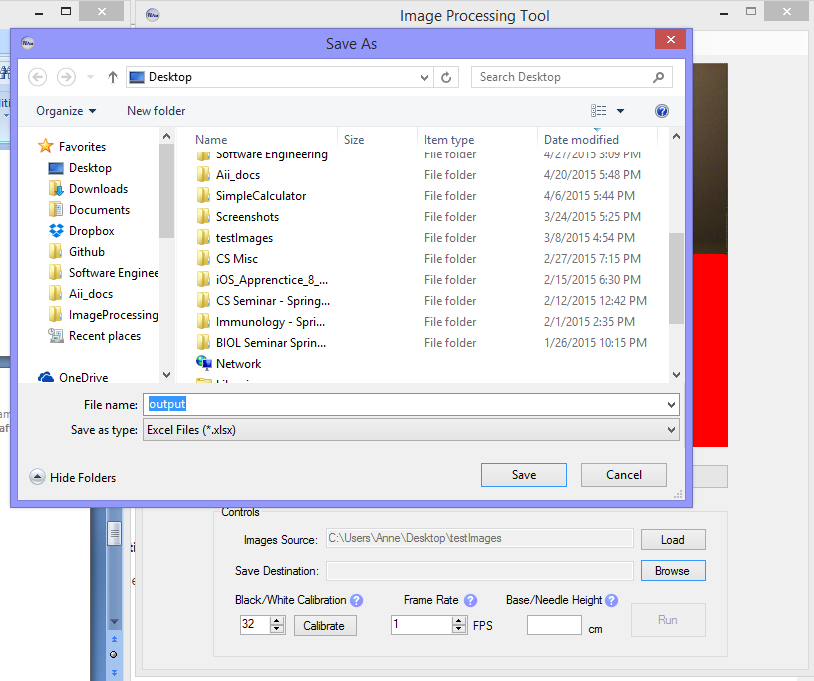 Image Processing Tool
Save As
Desktop
Search Desktop
Organize
New folder
Favorites
Desktop
Downloads
Documents
Dropbox
Github
Software Enginee
Aii_docs
ImageProcessing
Recent places
OneDrive
Name Size Item type Date modified
Software Engineering File folder 4/27/2015 3:09 PM
Aii_docs File folder 4/20/2015 5:48 PM
SimpleCalculator File folder 4/6/2015 5:44 PM
Screenshots File folder 3/24/2015 5:25 PM
testImages File folder 3/8/2015 4:54 PM
CS Misc File folder 2/27/2015 7:15 PM
iOS_Apprenctice_8_... File folder 2/15/2015 6:30 PM
CS Seminar - Spring... File folder 2/12/2015 12:42 PM
Immunology - Spri... File folder 2/1/2015 2:35 PM
BIOL Seminar Sprin... File folder 1/26/2015 10:15 PM
Network
File name: output
Save as type: Excel Files (*.xlsx)
Hide Folders
Save
Cancel
Controls
Images Source: C:\Users\Anne\Desktop\testImages Load
Save Destination: Browse
Black/White Calibration ? Frame Rate ? Base/Needle Height ?
32 Calibrate 1 FPS cm Run